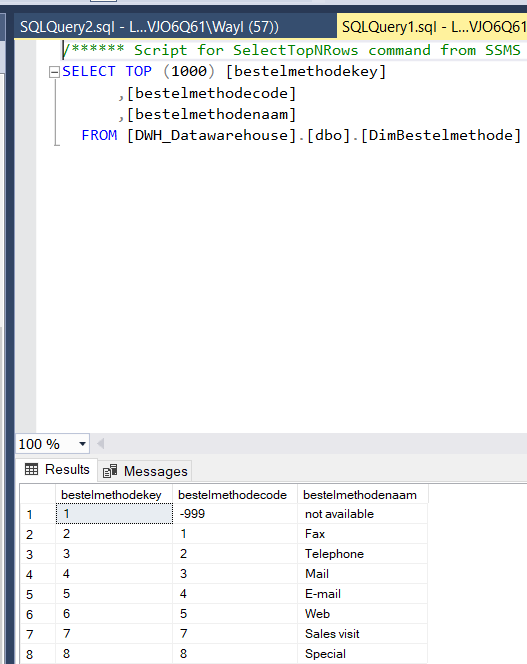 SQLQuery2.sql - L...VJO6Q61\Wayl (57)) SQLQuery1.sql - L...VJO6Q61
/****** Script for SelectTopNRows command from SSMS
SELECT TOP (1000) [bestelmethodekey]
,[bestelmethodecode]
,[bestelmethodenaam]
FROM [DWH_Datawarehouse].[dbo].[DimBestelmethode]
100 %
Results Messages
bestelmethodekey bestelmethodecode bestelmethodenaam
1 1 -999 not available
2 2 1 Fax
3 3 2 Telephone
4 4 3 Mail
5 5 4 E-mail
6 6 5 Web
7 7 7 Sales visit
8 8 8 Special